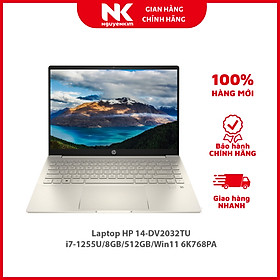 NK
NGUYENKIM
GIAN HÀNG
CHÍNH HÃNG
100%
HÀNG MỚI
Bảo hành
CHÍNH HÃNG
Giao hàng
NHANH
Laptop HP 14-DV2032TU
i7-1255U/8GB/512GB/Win11 6K768PA